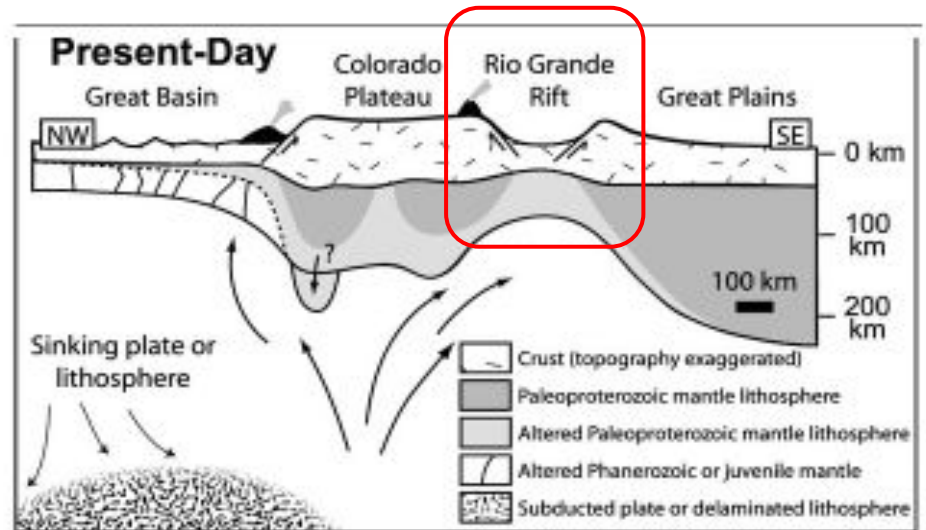 Present-Day
Great Basin
Colorado
Plateau
Rio Grande
Rift
Great Plains
NW
SE
0 km
100
km
200
km
?
100 km
Sinking plate or
lithosphere
Crust (topography exaggerated)
Paleoproterozoic mantle lithosphere
Altered Paleoproterozoic mantle lithosphere
Altered Phanerozoic or juvenile mantle
Subducted plate or delaminated lithosphere